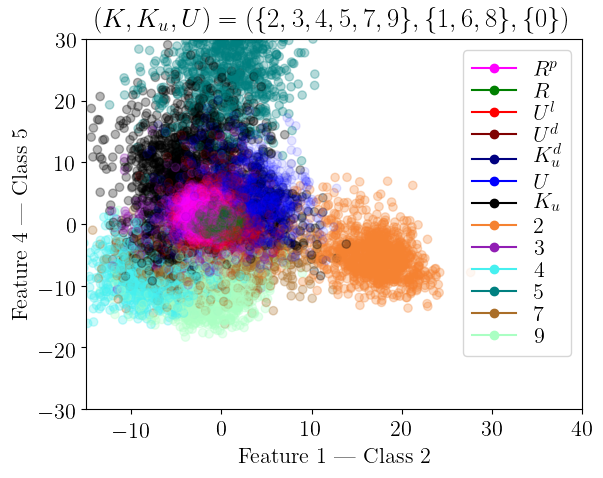 (K, K_u, U) = ({2, 3, 4, 5, 7, 9}, {1, 6, 8}, {0})
30
20
10
0
−10
−20
−30
−10
0
10
20
30
40
Feature 4 — Class 5
Feature 1 — Class 2
R^p
R
U^l
U^d
K_u^d
U
K_u
2
3
4
5
7
9